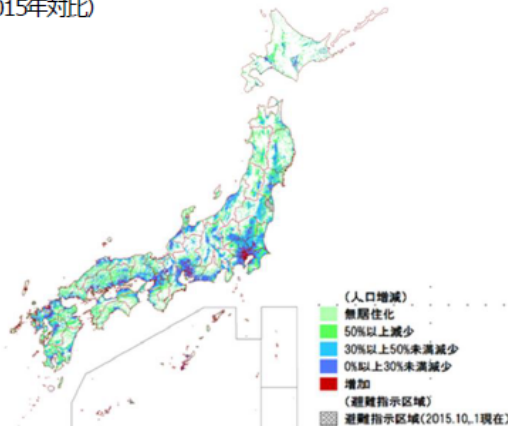 015年対比)
(人口増減)
無居住化
50%以上減少
30%以上50%未満減少
0%以上30%未満減少
増加
(避難指示区域)
避難指示区域(2015.10,.1現在)